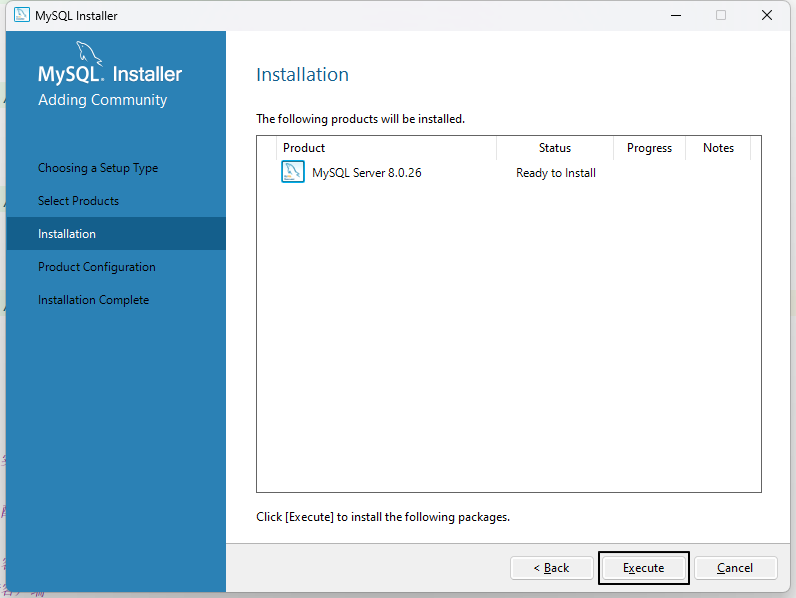 MySQL Installer
MySQL. Installer
Adding Community
Choosing a Setup Type
Select Products
Installation
Product Configuration
Installation Complete
Installation
The following products will be installed.
Product Status Progress Notes
MySQL Server 8.0.26 Ready to Install
Click [Execute] to install the following packages.
< Back Execute Cancel